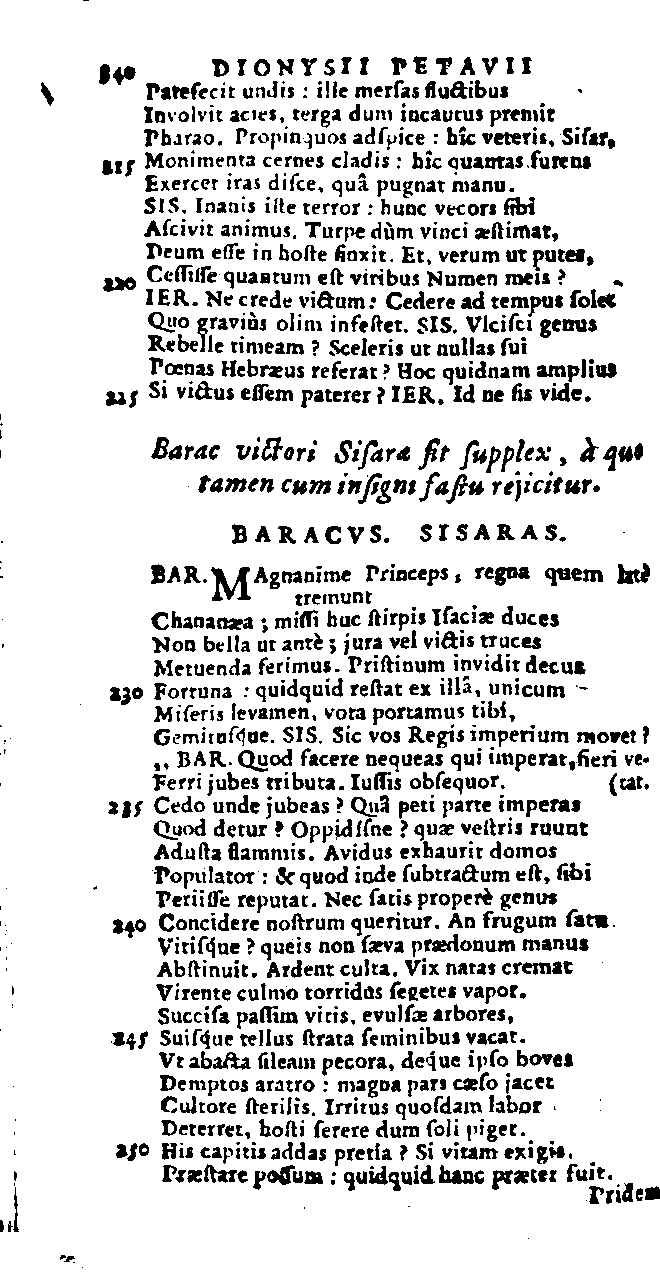 340 DIONYSII PETAVII
Patefecit undis : ille merſas fluctibus
Involvit acies, terga dum incautus premit
Pharao. Propinquos adſpice : hîc veteris, Siſar,
215 Monimenta cernes cladis : hîc quantas furens
Exercet iras diſce, quâ pugnat manu.
SIS. Inanis iſte terror : hunc vecors ſibi
Aſcivit animus. Turpe dùm vinci æſtimat,
Deum eſſe in hoſte finxit. Et, verum ut putes,
220 Ceſſiſſe quantum eſt viribus Numen meis ?
IER. Ne crede victum : Cedere ad tempus ſolet
Quo graviùs olim infeſtet. SIS. Vlciſci genus
Rebelle timeam ? Sceleris ut nullas ſui
Pœnas Hebræus referat ? Hoc quidnam amplius
225 Si victus eſſem paterer ? IER. Id ne ſis vide.
Barac victori Siſaræ fit ſupplex, à quo
tamen cum inſigni faſtu rejicitur.
BARACVS. SISARAS.
BAR. MAgnanime Princeps, regna quem latè
tremunt
Chananæa ; miſſi huc ſtirpis Iſaciæ duces
Non bella ut antè ; jura vel victis truces
Metuenda ferimus. Priſtinum invidit decus
230 Fortuna : quidquid reſtat ex illâ, unicum
Miſeris levamen, vota portamus tibi,
Gemituſq́ue. SIS. Sic vos Regis imperium movet ?
,, BAR. Quod facere nequeas qui imperat, fieri ve-
Ferri jubes tributa. Iuſſis obſequor. (tat.
235 Cedo unde jubeas ? Quâ peti parte imperas
Quod detur ? Oppidiſne ? quæ veſtris ruunt
Aduſta flammis. Avidus exhaurit domos
Populator : & quod inde ſubtractum eſt, ſibi
Periiſſe reputat. Nec ſatis properè genus
240 Concidere noſtrum queritur. An frugum ſatis
Vitiſq́ue ? queis non ſæva prædonum manus
Abſtinuit. Ardent culta. Vix natas cremat
Virente culmo torridus ſegetes vapor.
Succiſa paſſim vitis, evulſæ arbores,
245 Suiſq́ue tellus ſtrata ſeminibus vacat.
Vt abacta ſileam pecora, deque ipſo boves
Demptos aratro : magna pars cæſo jacet
Cultore ſterilis. Irritus quoſdam labor
Deterret, hoſti ſerere dum ſoli piget.
250 His capitis addas pretia ? Si vitam exigis,
Præſtare poſſum : quidquid hanc præter fuit.
Pridem